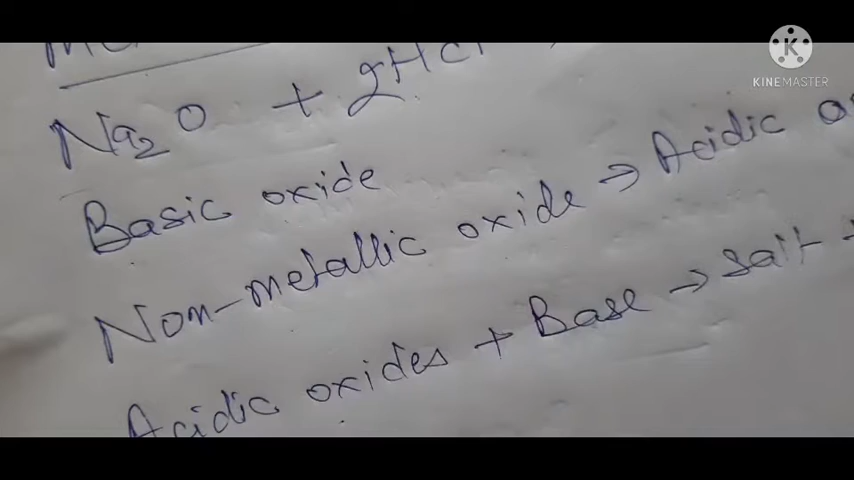 Na₂O + 2HCl
Basic oxide
Non-metallic oxide → Acidic
Acidic oxides + Base → Salt +
KINEMASTER